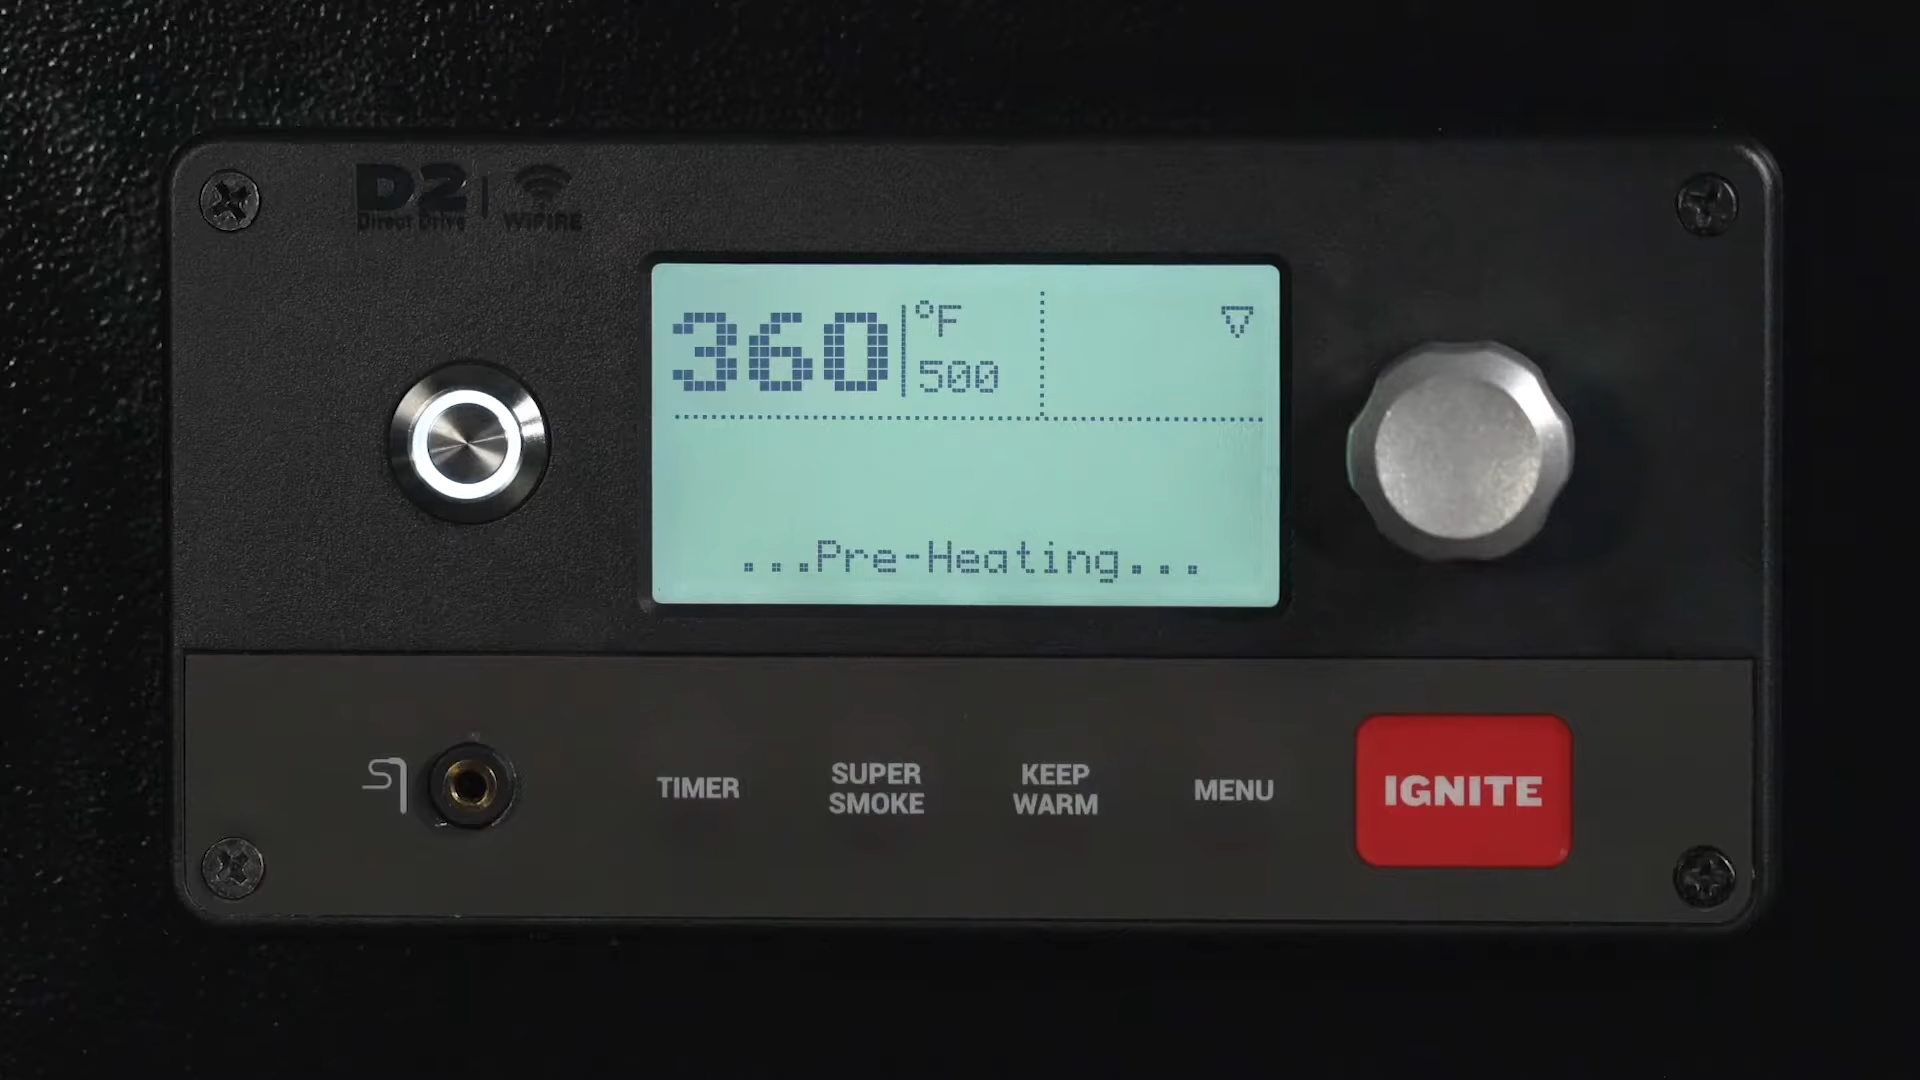 D2
Direct Drive
WiFIRE
360
°F
500
...Pre-Heating...
TIMER
SUPER
SMOKE
KEEP
WARM
MENU
IGNITE